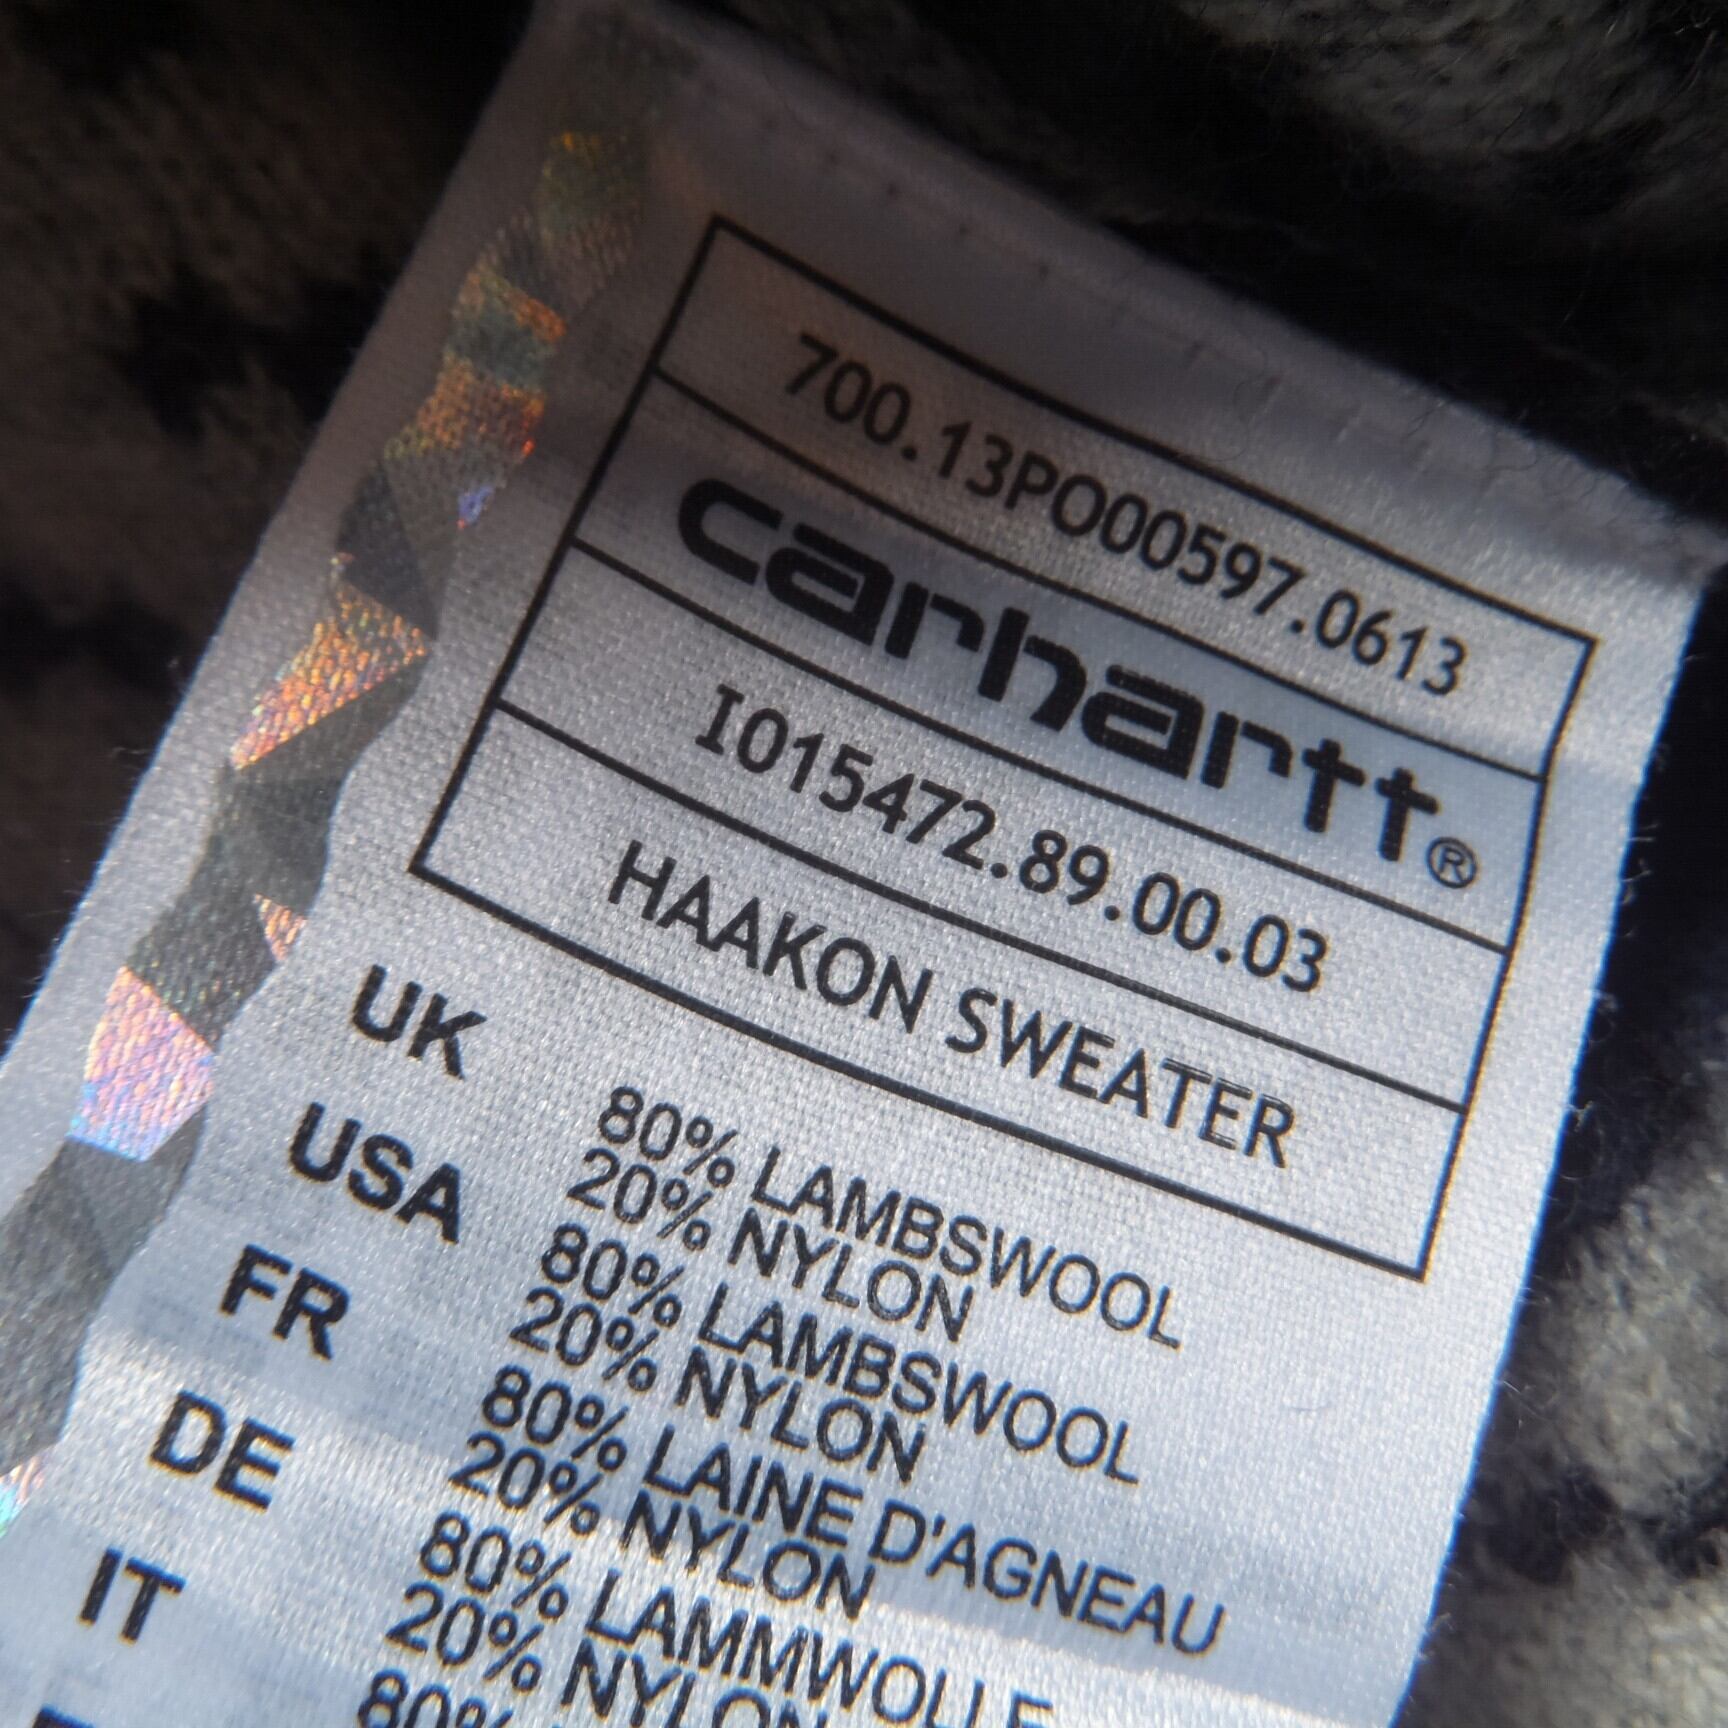 700.13PO00597.0613
carhartt®
I015472.89.00.03
HAAKON SWEATER
UK 80% LAMBSWOOL
20% NYLON
USA 80% LAMBSWOOL
20% NYLON
FR 80% LAINE D'AGNEAU
20% NYLON
DE 80% LAMMWOLLE
20% NYLON
IT 80%